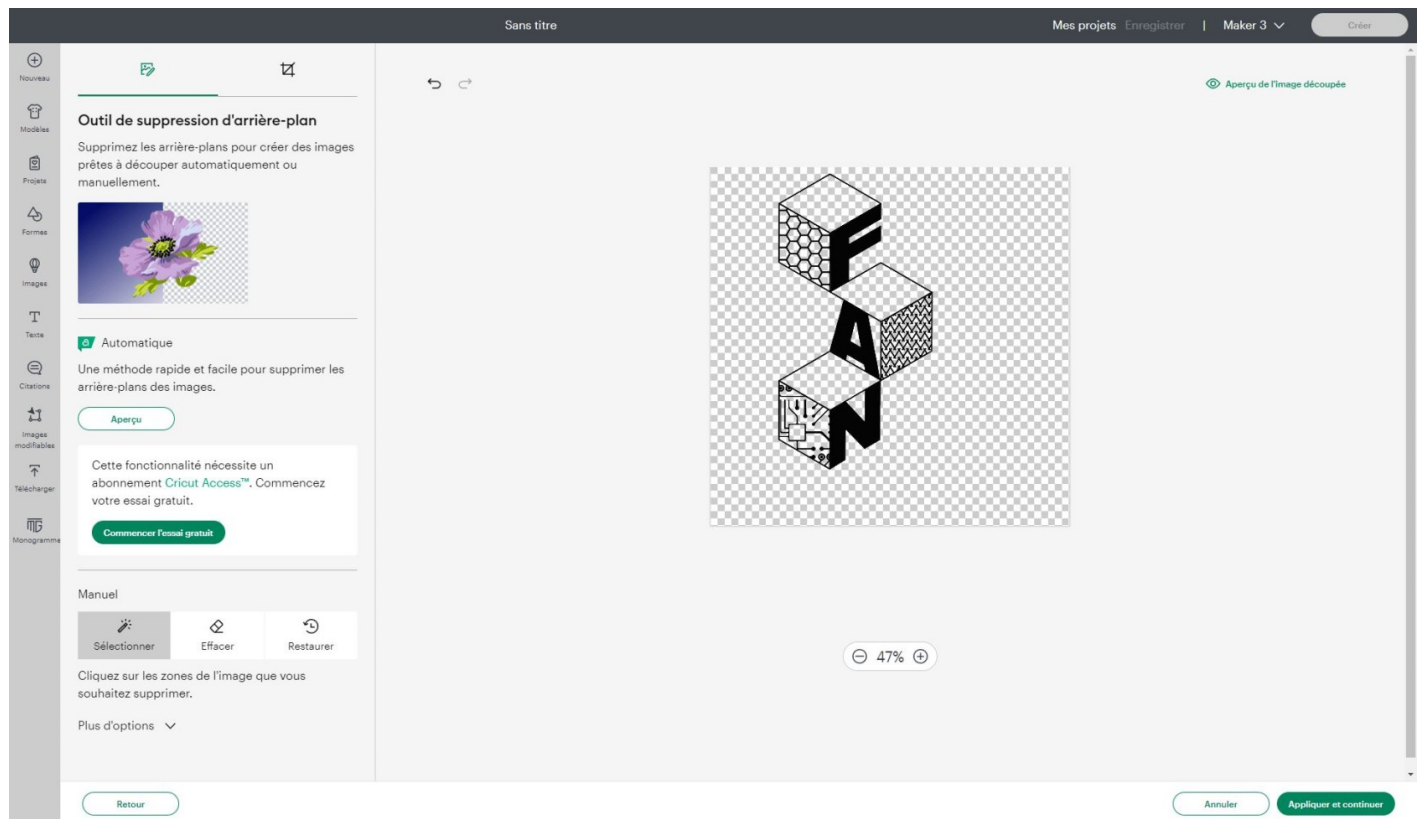 Sans titre
Mes projets Enregistrer | Maker 3 Créer
Nouveau
Modèles
Projets
Formes
Images
Texte
Citations
Images
modifiables
Télécharger
Monogramme
Outil de suppression d'arrière-plan
Supprimez les arrière-plans pour créer des images
prêtes à découper automatiquement ou
manuellement.
Automatique
Une méthode rapide et facile pour supprimer les
arrière-plans des images.
Aperçu
Cette fonctionnalité nécessite un
abonnement Cricut Access™. Commencez
votre essai gratuit.
Commencer l'essai gratuit
Manuel
Sélectionner Effacer Restaurer
Cliquez sur les zones de l'image que vous
souhaitez supprimer.
Plus d'options
Aperçu de l'image découpée
F
A
N
47%
Retour
Annuler Appliquer et continuer